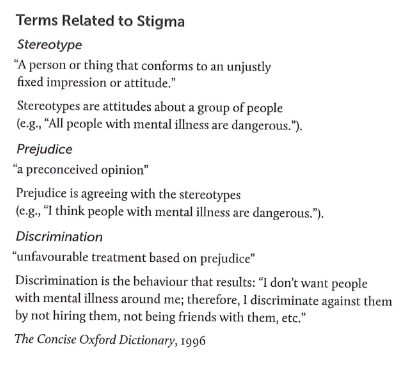 Terms Related to Stigma
Stereotype
“A person or thing that conforms to an unjustly
fixed impression or attitude.”
Stereotypes are attitudes about a group of people
(e.g., “All people with mental illness are dangerous.”).
Prejudice
“a preconceived opinion”
Prejudice is agreeing with the stereotypes
(e.g., “I think people with mental illness are dangerous.”).
Discrimination
“unfavourable treatment based on prejudice”
Discrimination is the behaviour that results: “I don’t want people
with mental illness around me; therefore, I discriminate against them
by not hiring them, not being friends with them, etc.”
The Concise Oxford Dictionary, 1996